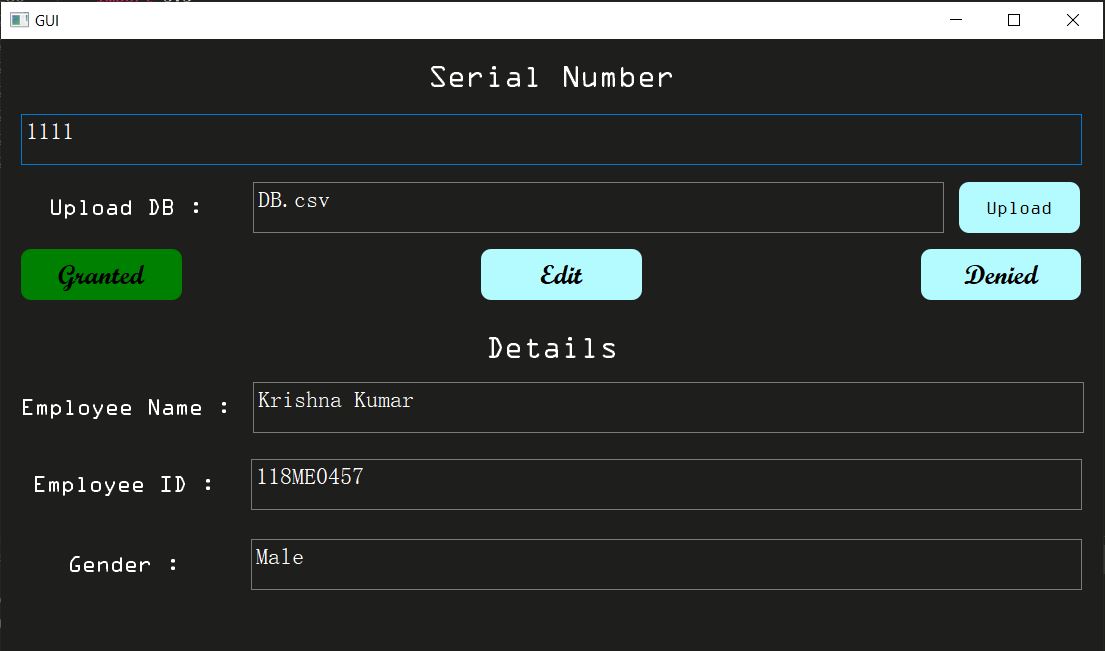 GUI
Serial Number
1111
Upload DB : DB.csv Upload
Granted Edit Denied
Details
Employee Name : Krishna Kumar
Employee ID : 118ME0457
Gender : Male